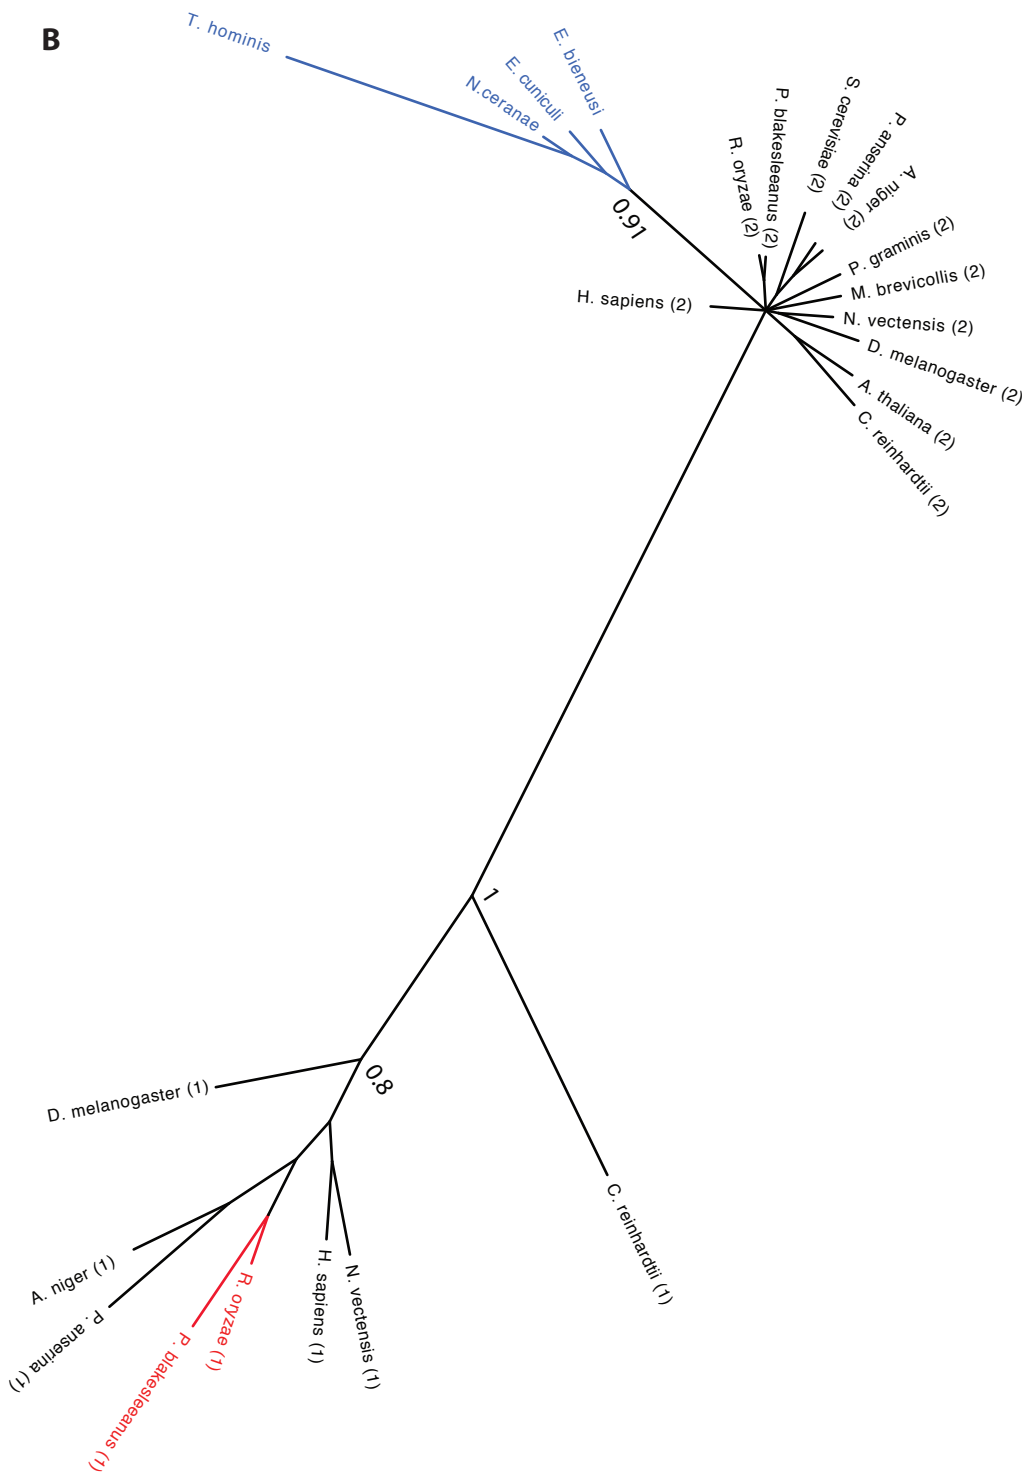 B
T. hominis
N.ceranae
E. cuniculi
E. bieneusi
0.91
R. oryzae (2)
P. blakesleeanus (2)
S. cerevisiae (2)
P. anserina (2)
A. niger (2)
P. graminis (2)
M. brevicollis (2)
N. vectensis (2)
D. melanogaster (2)
A. thaliana (2)
C. reinhardtii (2)
H. sapiens (2)
1
0.8
D. melanogaster (1)
A. niger (1)
P. anserina (1)
P. blakesleeanus (1)
R. oryzae (1)
H. sapiens (1)
N. vectensis (1)
C. reinhardtii (1)